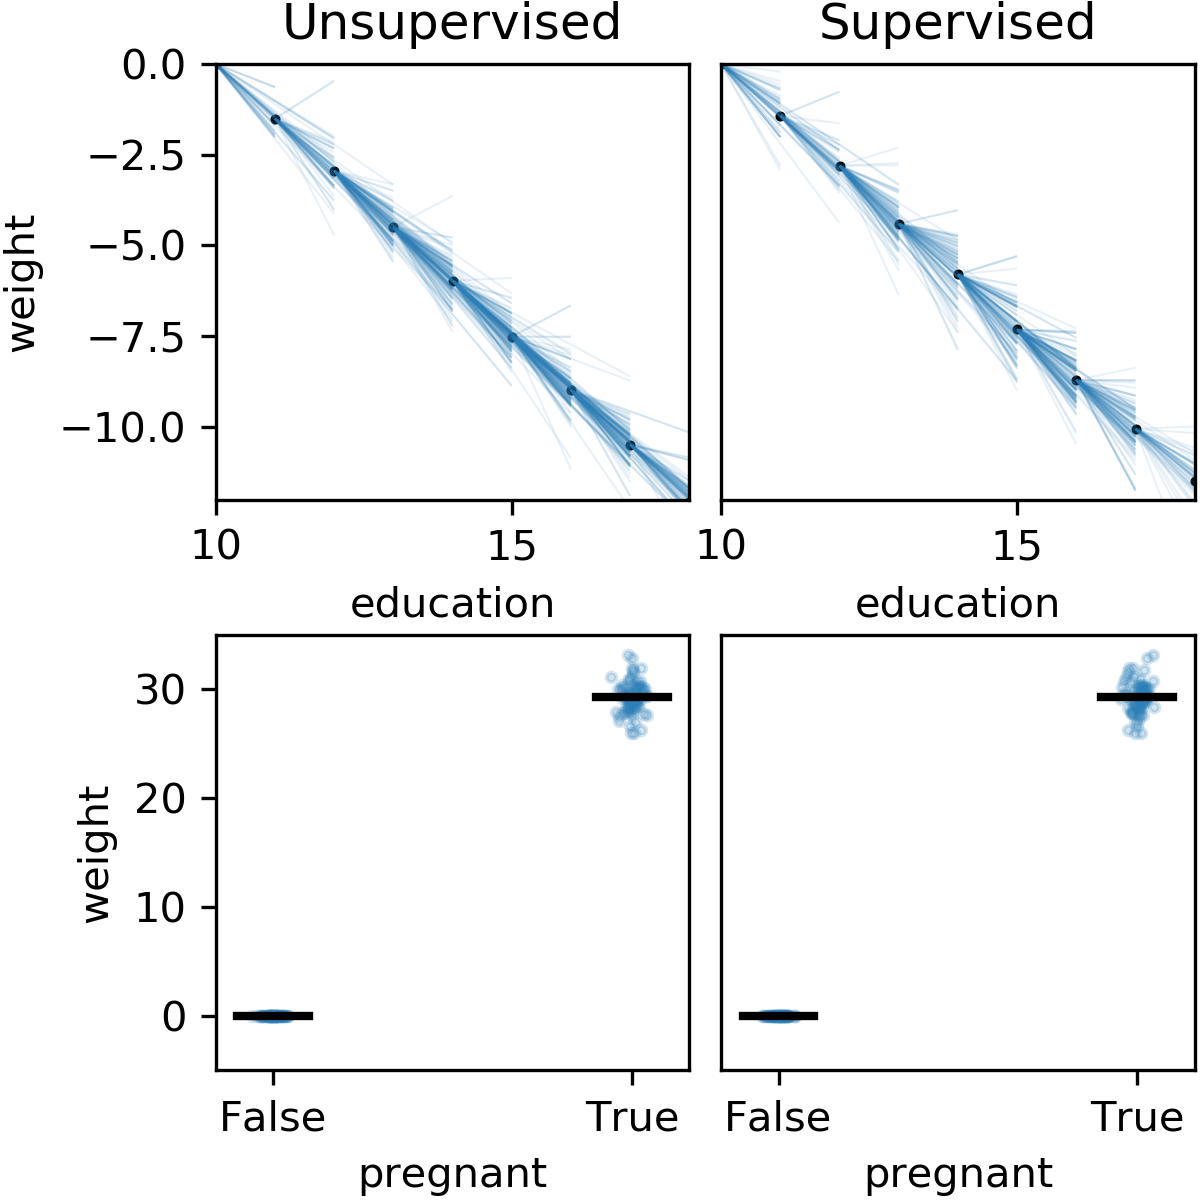 Unsupervised
Supervised
0.0
−2.5
−5.0
−7.5
−10.0
weight
10
15
10
15
education
education
30
20
10
0
weight
False
True
False
True
pregnant
pregnant